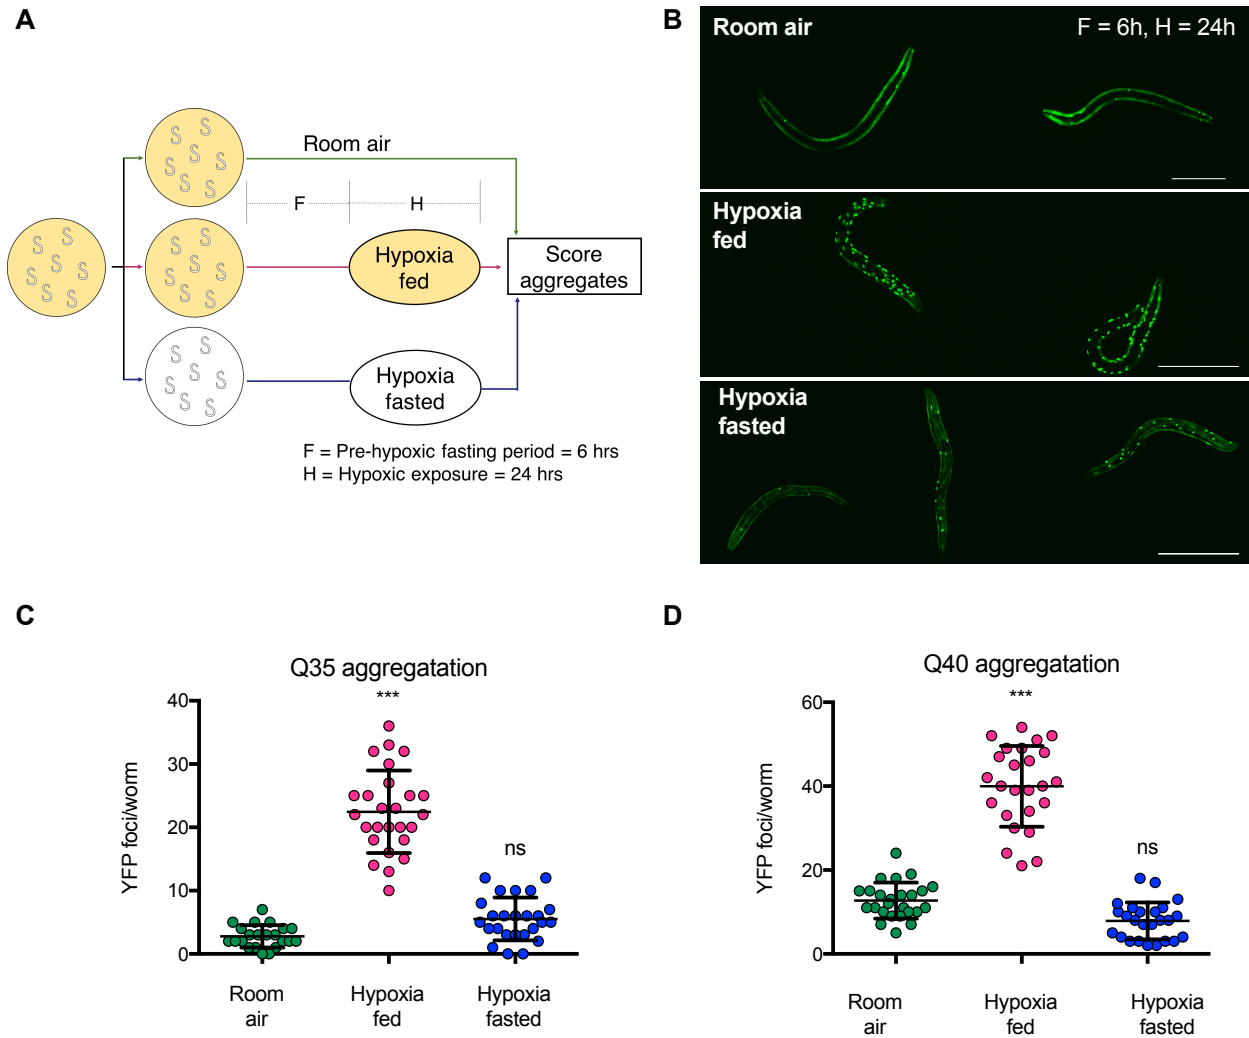 A
Room air
F
H
Hypoxia
fed
Score
aggregates
Hypoxia
fasted
F = Pre-hypoxic fasting period = 6 hrs
H = Hypoxic exposure = 24 hrs
B
Room air
F = 6h, H = 24h
Hypoxia
fed
Hypoxia
fasted
C
Q35 aggregatation
***
ns
40
30
20
10
0
YFP foci/worm
Room
air
Hypoxia
fed
Hypoxia
fasted
D
Q40 aggregatation
***
ns
60
40
20
0
YFP foci/worm
Room
air
Hypoxia
fed
Hypoxia
fasted